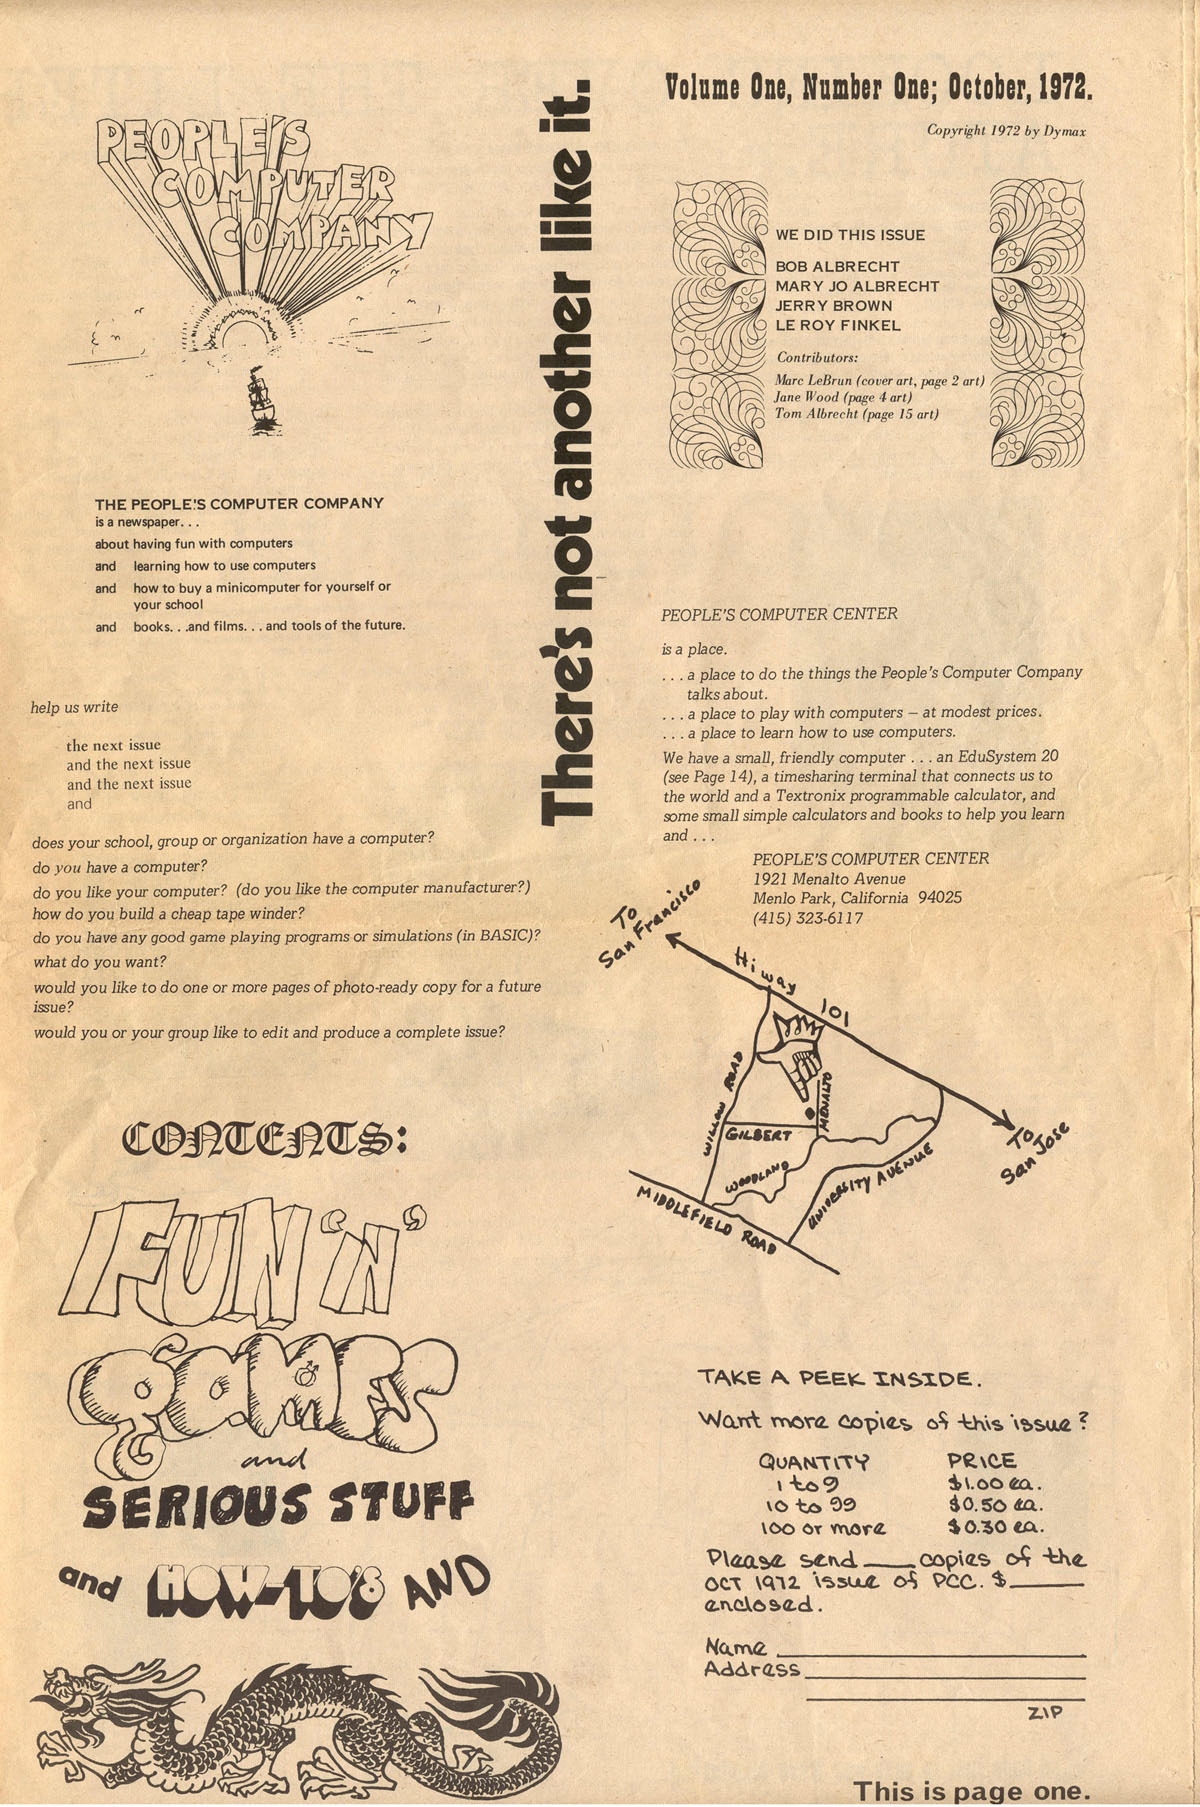 PEOPLE'S
COMPUTER
COMPANY
THE PEOPLE'S COMPUTER COMPANY
is a newspaper. . .
about having fun with computers
and learning how to use computers
and how to buy a minicomputer for yourself or
your school
and books. . .and films. . .and tools of the future.
help us write
the next issue
and the next issue
and the next issue
and
does your school, group or organization have a computer?
do you have a computer?
do you like your computer? (do you like the computer manufacturer?)
how do you build a cheap tape winder?
do you have any good game playing programs or simulations (in BASIC)?
what do you want?
would you like to do one or more pages of photo-ready copy for a future
issue?
would you or your group like to edit and produce a complete issue?
CONTENTS:
FUN 'N'
GAMES
and
SERIOUS STUFF
and HOW-TO'S AND
There's not another like it.
Volume One, Number One; October, 1972.
Copyright 1972 by Dymax
WE DID THIS ISSUE
BOB ALBRECHT
MARY JO ALBRECHT
JERRY BROWN
LE ROY FINKEL
Contributors:
Marc LeBrun (cover art, page 2 art)
Jane Wood (page 4 art)
Tom Albrecht (page 15 art)
PEOPLE'S COMPUTER CENTER
is a place.
. . . a place to do the things the People's Computer Company
talks about.
. . . a place to play with computers – at modest prices.
. . . a place to learn how to use computers.
We have a small, friendly computer . . . an EduSystem 20
(see Page 14), a timesharing terminal that connects us to
the world and a Textronix programmable calculator, and
some small simple calculators and books to help you learn
and . . .
PEOPLE'S COMPUTER CENTER
1921 Menalto Avenue
Menlo Park, California 94025
(415) 323-6117
To
San Francisco
Hiway 101
WILLOW ROAD
MENALTO
GILBERT
WOODLAND
UNIVERSITY AVENUE
MIDDLEFIELD ROAD
To
San Jose
TAKE A PEEK INSIDE.
Want more copies of this issue?
QUANTITY PRICE
1 to 9 $1.00 ea.
10 to 99 $0.50 ea.
100 or more $0.30 ea.
Please send ____ copies of the
OCT 1972 issue of PCC. $______
enclosed.
Name
Address
ZIP
This is page one.